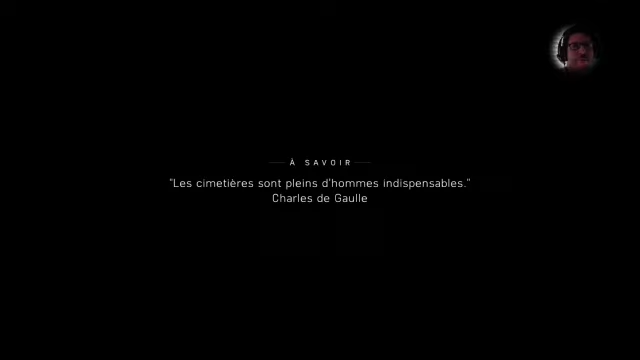 À SAVOIR
"Les cimetières sont pleins d'hommes indispensables."
Charles de Gaulle